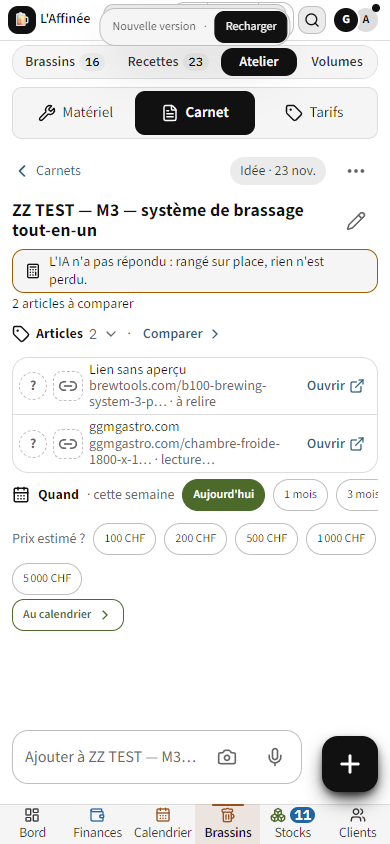 L'Affinée
Nouvelle version · Recharger
G A
Brassins 16 Recettes 23 Atelier Volumes
Matériel Carnet Tarifs
Carnets Idée · 23 nov.
ZZ TEST — M3 — système de brassage
tout-en-un
L'IA n'a pas répondu : rangé sur place, rien n'est
perdu.
2 articles à comparer
Articles 2 · Comparer
? Lien sans aperçu
brewtools.com/b100-brewing-
system-3-p… · à relire
Ouvrir
? ggmgastro.com
ggmgastro.com/chambre-froide-
1800-x-1… · lecture…
Ouvrir
Quand · cette semaine Aujourd'hui 1 mois 3 mois
Prix estimé ? 100 CHF 200 CHF 500 CHF 1 000 CHF
5 000 CHF
Au calendrier
Ajouter à ZZ TEST — M3…
11
Bord Finances Calendrier Brassins Stocks Clients